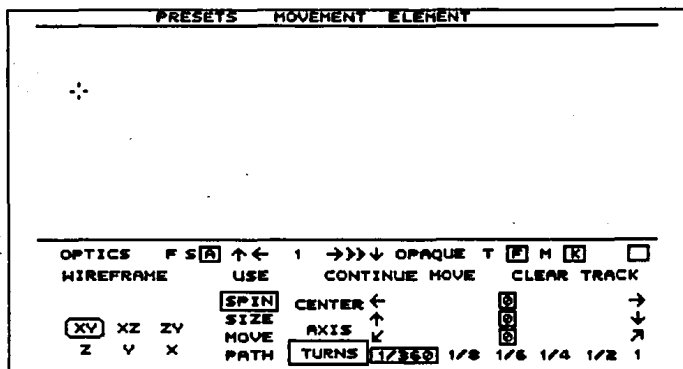 PRESETS MOVEMENT ELEMENT
OPTICS F S A ↑ ← 1 →>>> ↓ OPAQUE T F M K
WIREFRAME USE CONTINUE MOVE CLEAR TRACK
SPIN CENTER ← 0 →
SIZE ↑ 0 ↓
XY XZ ZY MOVE AXIS ↙ 0 ↗
Z Y X PATH TURNS 1/360 1/8 1/6 1/4 1/2 1